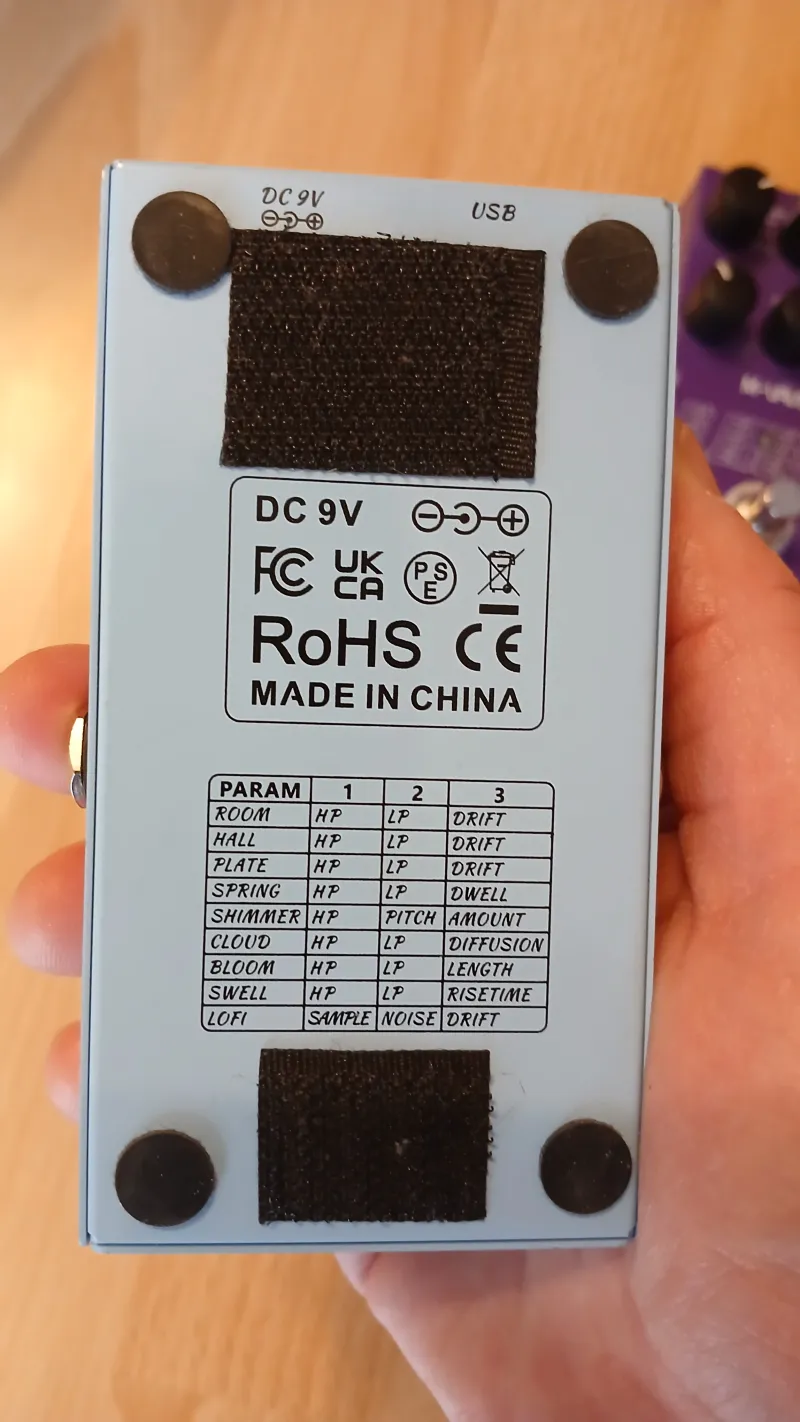 DC 9V
USB
DC 9V
FC UK CA PSE
RoHS CE
MADE IN CHINA
PARAM 1 2 3
ROOM HP LP DRIFT
HALL HP LP DRIFT
PLATE HP LP DRIFT
SPRING HP LP DWELL
SHIMMER HP PITCH AMOUNT
CLOUD HP LP DIFFUSION
BLOOM HP LP LENGTH
SWELL HP LP RISETIME
LOFI SAMPLE NOISE DRIFT